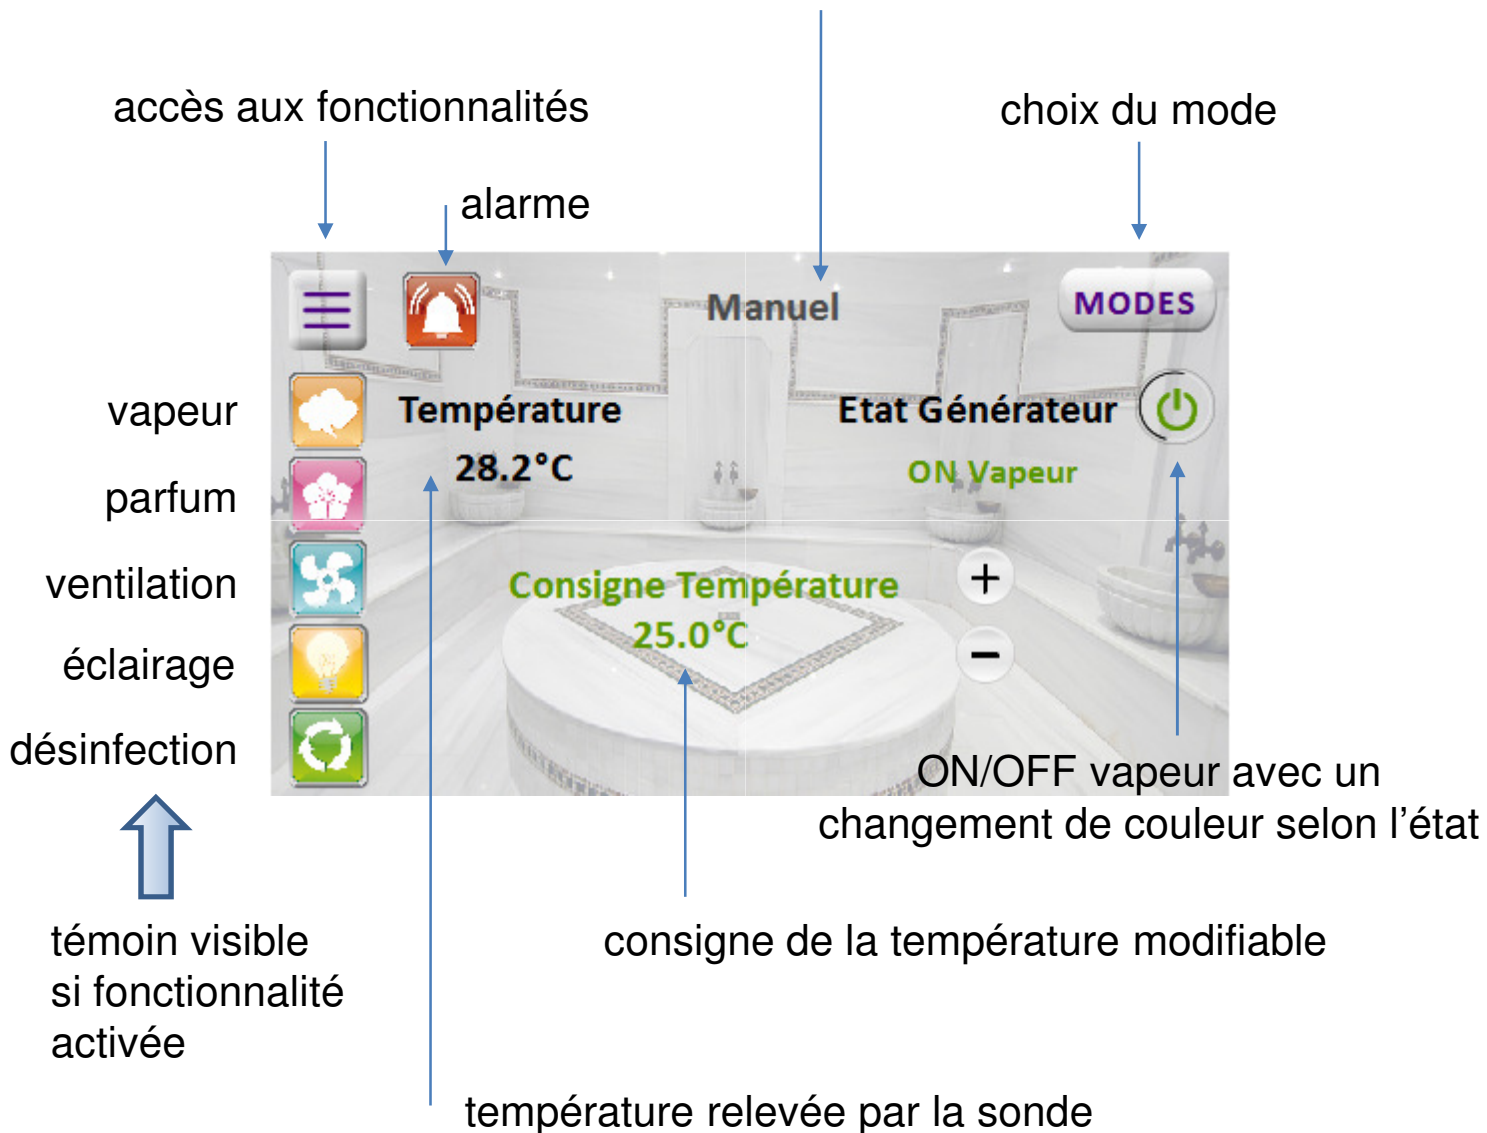 accès aux fonctionnalités
choix du mode
alarme
Manuel
MODES
vapeur
Température
Etat Générateur
28.2°C
ON Vapeur
parfum
ventilation
Consigne Température
+
25.0°C
−
éclairage
désinfection
ON/OFF vapeur avec un
changement de couleur selon l’état
témoin visible
si fonctionnalité
activée
consigne de la température modifiable
température relevée par la sonde